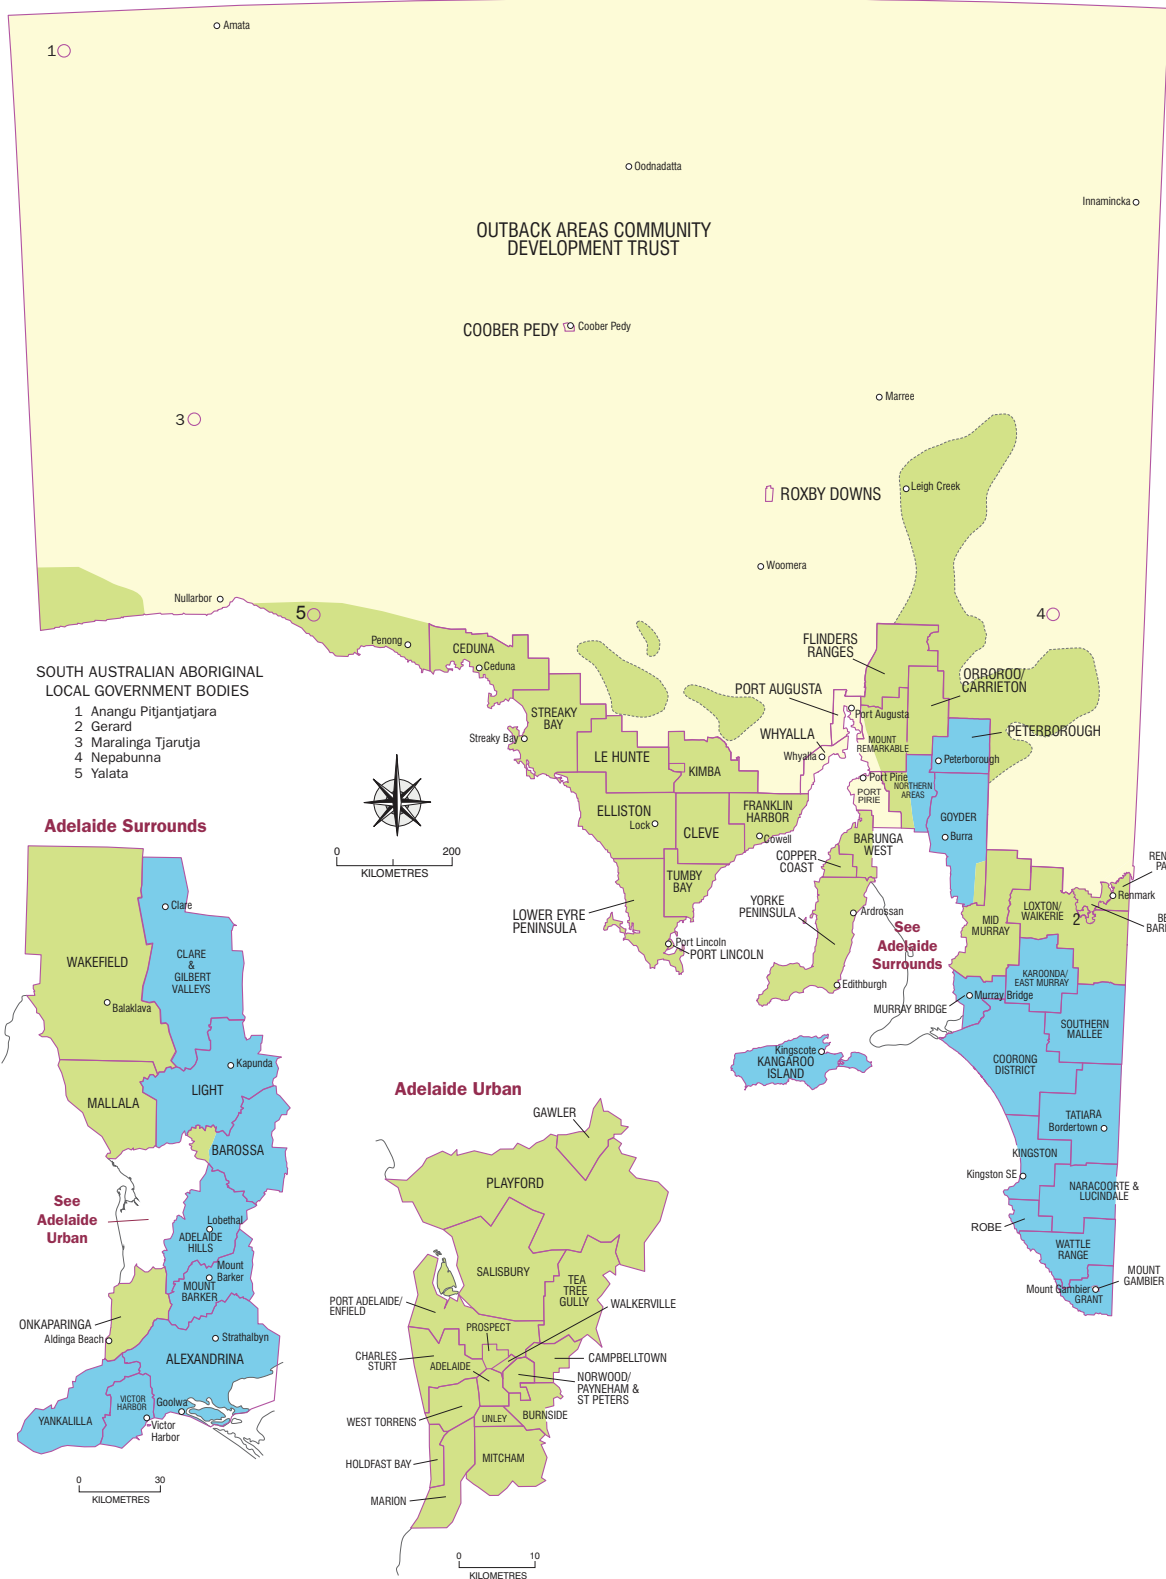 Amata
1
Oodnadatta
Innamincka
OUTBACK AREAS COMMUNITY
DEVELOPMENT TRUST
COOBER PEDY
Coober Pedy
Marree
3
ROXBY DOWNS
Leigh Creek
Woomera
Nullarbor
5
4
Penong
CEDUNA
Ceduna
FLINDERS
RANGES
ORROROO/
CARRIETON
PORT AUGUSTA
Port Augusta
STREAKY
BAY
Streaky Bay
WHYALLA
Whyalla
MOUNT
REMARKABLE
PETERBOROUGH
Peterborough
LE HUNTE
KIMBA
Port Pirie
PORT
PIRIE
NORTHERN
AREAS
ELLISTON
Lock
CLEVE
FRANKLIN
HARBOR
Cowell
GOYDER
Burra
BARUNGA
WEST
COPPER
COAST
TUMBY
BAY
YORKE
PENINSULA
Ardrossan
LOWER EYRE
PENINSULA
Port Lincoln
PORT LINCOLN
Edithburgh
See
Adelaide
Surrounds
MID
MURRAY
LOXTON/
WAIKERIE
2
REN
PA
Renmark
BE
BAR
KAROONDA/
EAST MURRAY
Murray Bridge
MURRAY BRIDGE
SOUTHERN
MALLEE
COORONG
DISTRICT
Kingscote
KANGAROO
ISLAND
TATIARA
Bordertown
KINGSTON
Kingston SE
NARACOORTE &
LUCINDALE
ROBE
WATTLE
RANGE
MOUNT
GAMBIER
Mount Gambier
GRANT
SOUTH AUSTRALIAN ABORIGINAL
LOCAL GOVERNMENT BODIES
1 Anangu Pitjantjatjara
2 Gerard
3 Maralinga Tjarutja
4 Nepabunna
5 Yalata
0 200
KILOMETRES
Adelaide Surrounds
Clare
CLARE
&
GILBERT
VALLEYS
WAKEFIELD
Balaklava
Kapunda
LIGHT
MALLALA
BAROSSA
See
Adelaide
Urban
Lobethal
ADELAIDE
HILLS
Mount
Barker
MOUNT
BARKER
ONKAPARINGA
Aldinga Beach
Strathalbyn
ALEXANDRINA
YANKALILLA
VICTOR
HARBOR
Goolwa
Victor
Harbor
0 30
KILOMETRES
Adelaide Urban
GAWLER
PLAYFORD
SALISBURY
TEA
TREE
GULLY
PORT ADELAIDE/
ENFIELD
WALKERVILLE
PROSPECT
CHARLES
STURT
ADELAIDE
CAMPBELLTOWN
NORWOOD/
PAYNEHAM &
ST PETERS
WEST TORRENS
UNLEY
BURNSIDE
HOLDFAST BAY
MITCHAM
MARION
0 10
KILOMETRES